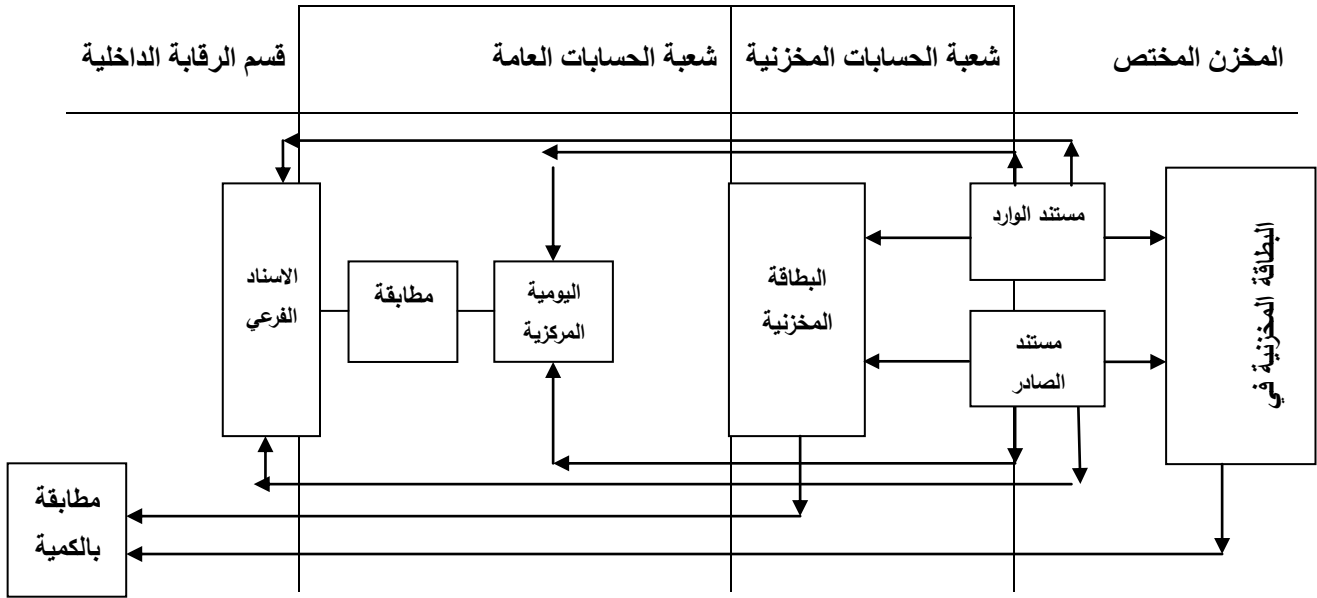 المخزن المختص
شعبة الحسابات المخزنية
شعبة الحسابات العامة
قسم الرقابة الداخلية
البطاقة المخزنية في
مستند الوارد
مستند
الصادر
البطاقة
المخزنية
اليومية
المركزية
مطابقة
الاسناد
الفرعي
مطابقة
بالكمية